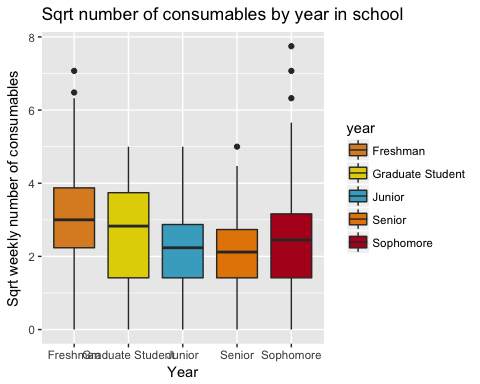 Sqrt number of consumables by year in school
Sqrt weekly number of consumables
8
6
4
2
0
Freshman Graduate Student Junior Senior Sophomore
Year
year
Freshman
Graduate Student
Junior
Senior
Sophomore